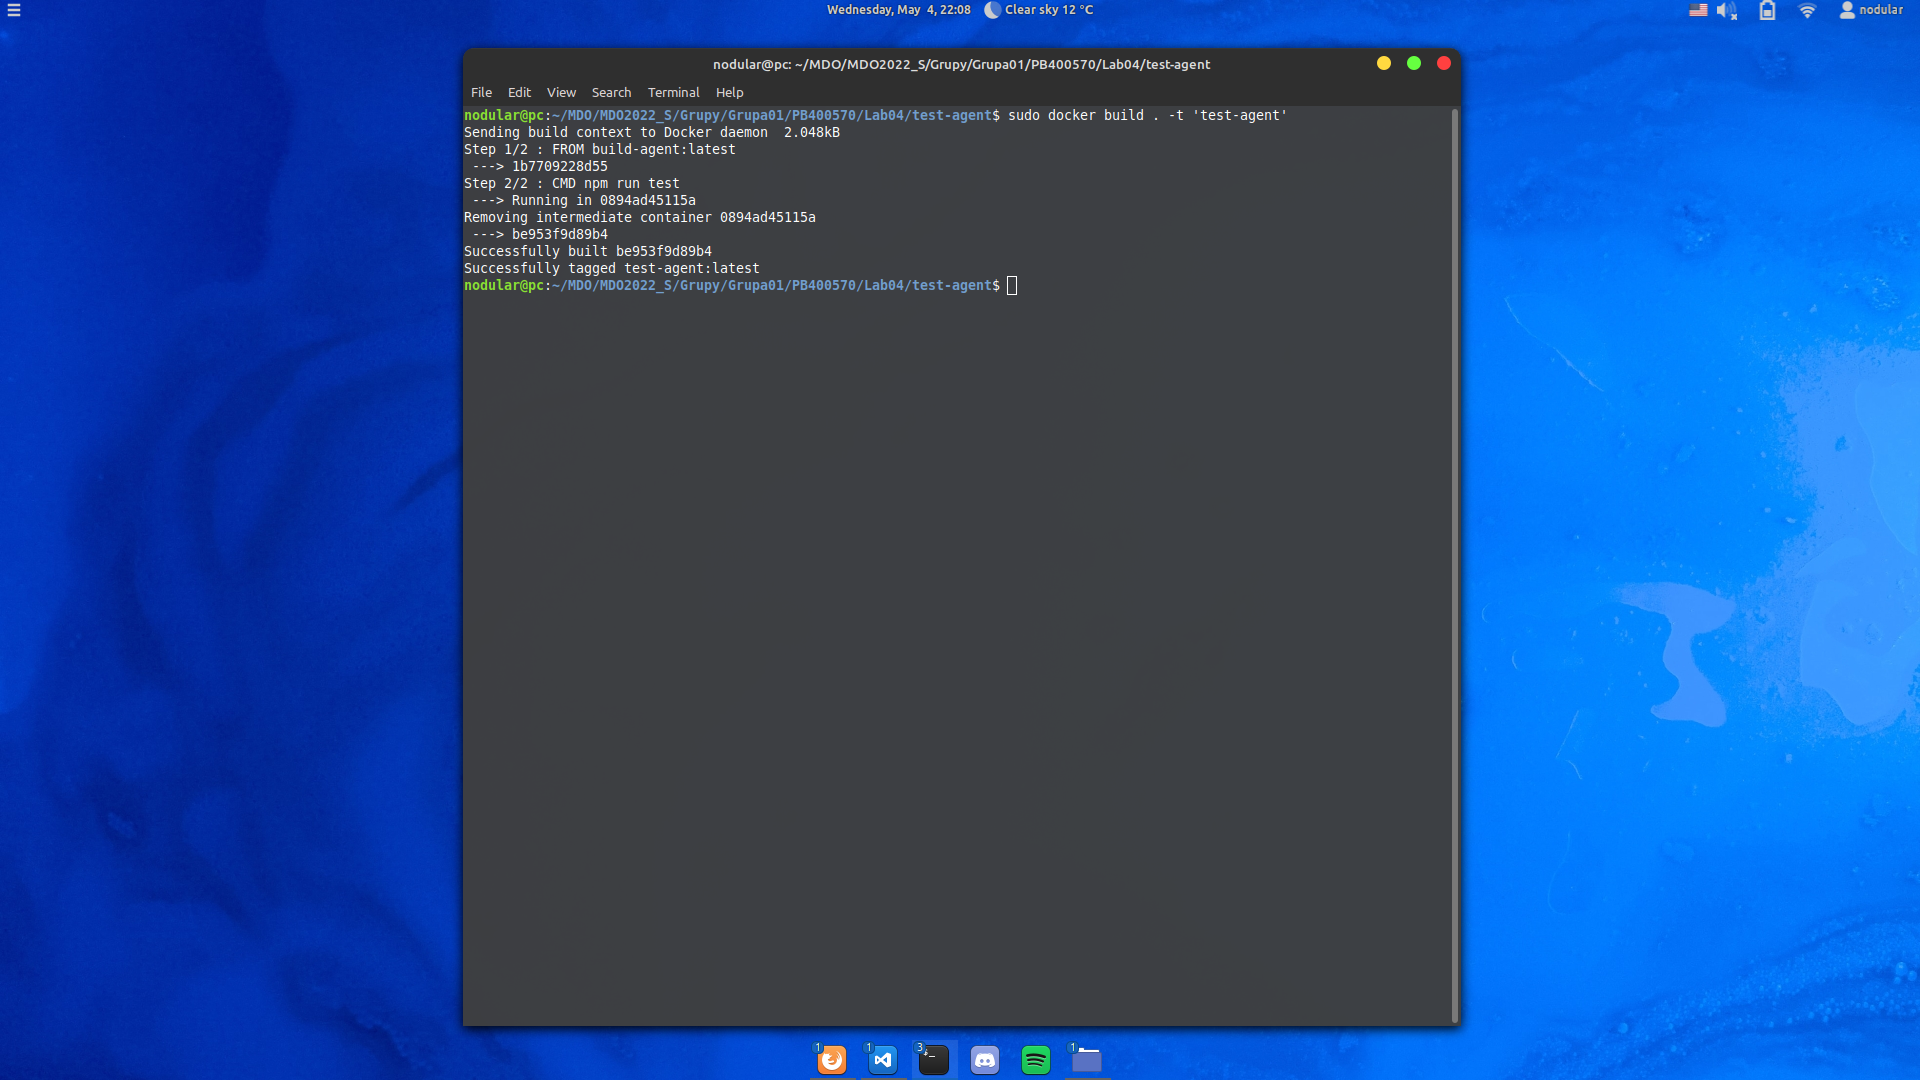 Wednesday, May  4, 22:08
Clear sky 12 °C
nodular
nodular@pc: ~/MDO/MDO2022_S/Grupy/Grupa01/PB400570/Lab04/test-agent
File Edit View Search Terminal Help
nodular@pc:~/MDO/MDO2022_S/Grupy/Grupa01/PB400570/Lab04/test-agent$ sudo docker build . -t 'test-agent'
Sending build context to Docker daemon  2.048kB
Step 1/2 : FROM build-agent:latest
 ---> 1b7709228d55
Step 2/2 : CMD npm run test
 ---> Running in 0894ad45115a
Removing intermediate container 0894ad45115a
 ---> be953f9d89b4
Successfully built be953f9d89b4
Successfully tagged test-agent:latest
nodular@pc:~/MDO/MDO2022_S/Grupy/Grupa01/PB400570/Lab04/test-agent$
1 1 3 1